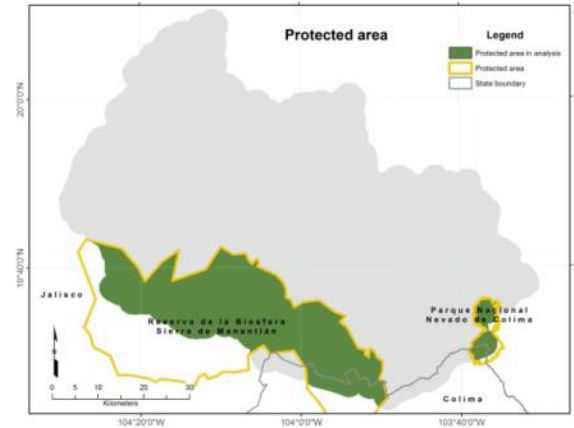 Protected area
Legend
Protected area in analysis
Protected area
State boundary
20°0'0"N
19°40'0"N
Jalisco
Reserva de la Biosfera
Sierra de Manantlán
Parque Nacional
Nevado de Colima
Colima
N
0 5 10 20 30
Kilometers
104°20'0"W
104°0'0"W
103°40'0"W